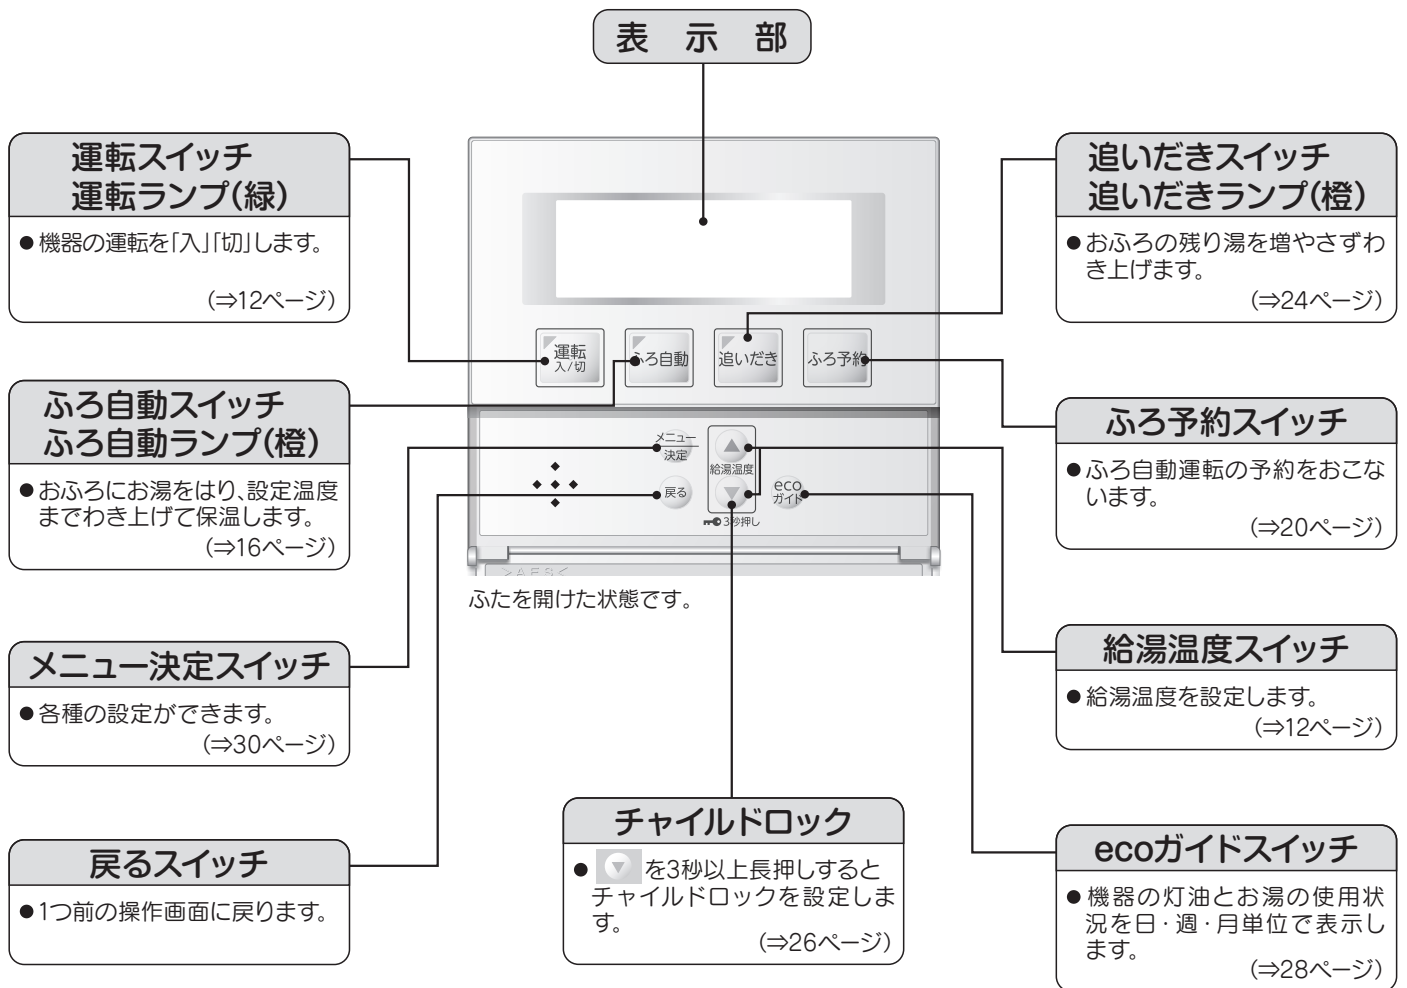 表示部
運転スイッチ
運転ランプ(緑)
●機器の運転を「入」「切」します。
(⇒12ページ)
ふろ自動スイッチ
ふろ自動ランプ(橙)
●おふろにお湯をはり、設定温度
までわき上げて保温します。
(⇒16ページ)
メニュー決定スイッチ
●各種の設定ができます。
(⇒30ページ)
戻るスイッチ
●1つ前の操作画面に戻ります。
運転
入/切
ふろ自動
追いだき
ふろ予約
メニュー
決定
戻る
給湯温度
3秒押し
eco
ガイド
>AES<
ふたを開けた状態です。
チャイルドロック
●を3秒以上長押しすると
チャイルドロックを設定しま
す。
(⇒26ページ)
追いだきスイッチ
追いだきランプ(橙)
●おふろの残り湯を増やさずわ
き上げます。
(⇒24ページ)
ふろ予約スイッチ
●ふろ自動運転の予約をおこな
います。
(⇒20ページ)
給湯温度スイッチ
●給湯温度を設定します。
(⇒12ページ)
ecoガイドスイッチ
●機器の灯油とお湯の使用状
況を日・週・月単位で表示し
ます。
(⇒28ページ)